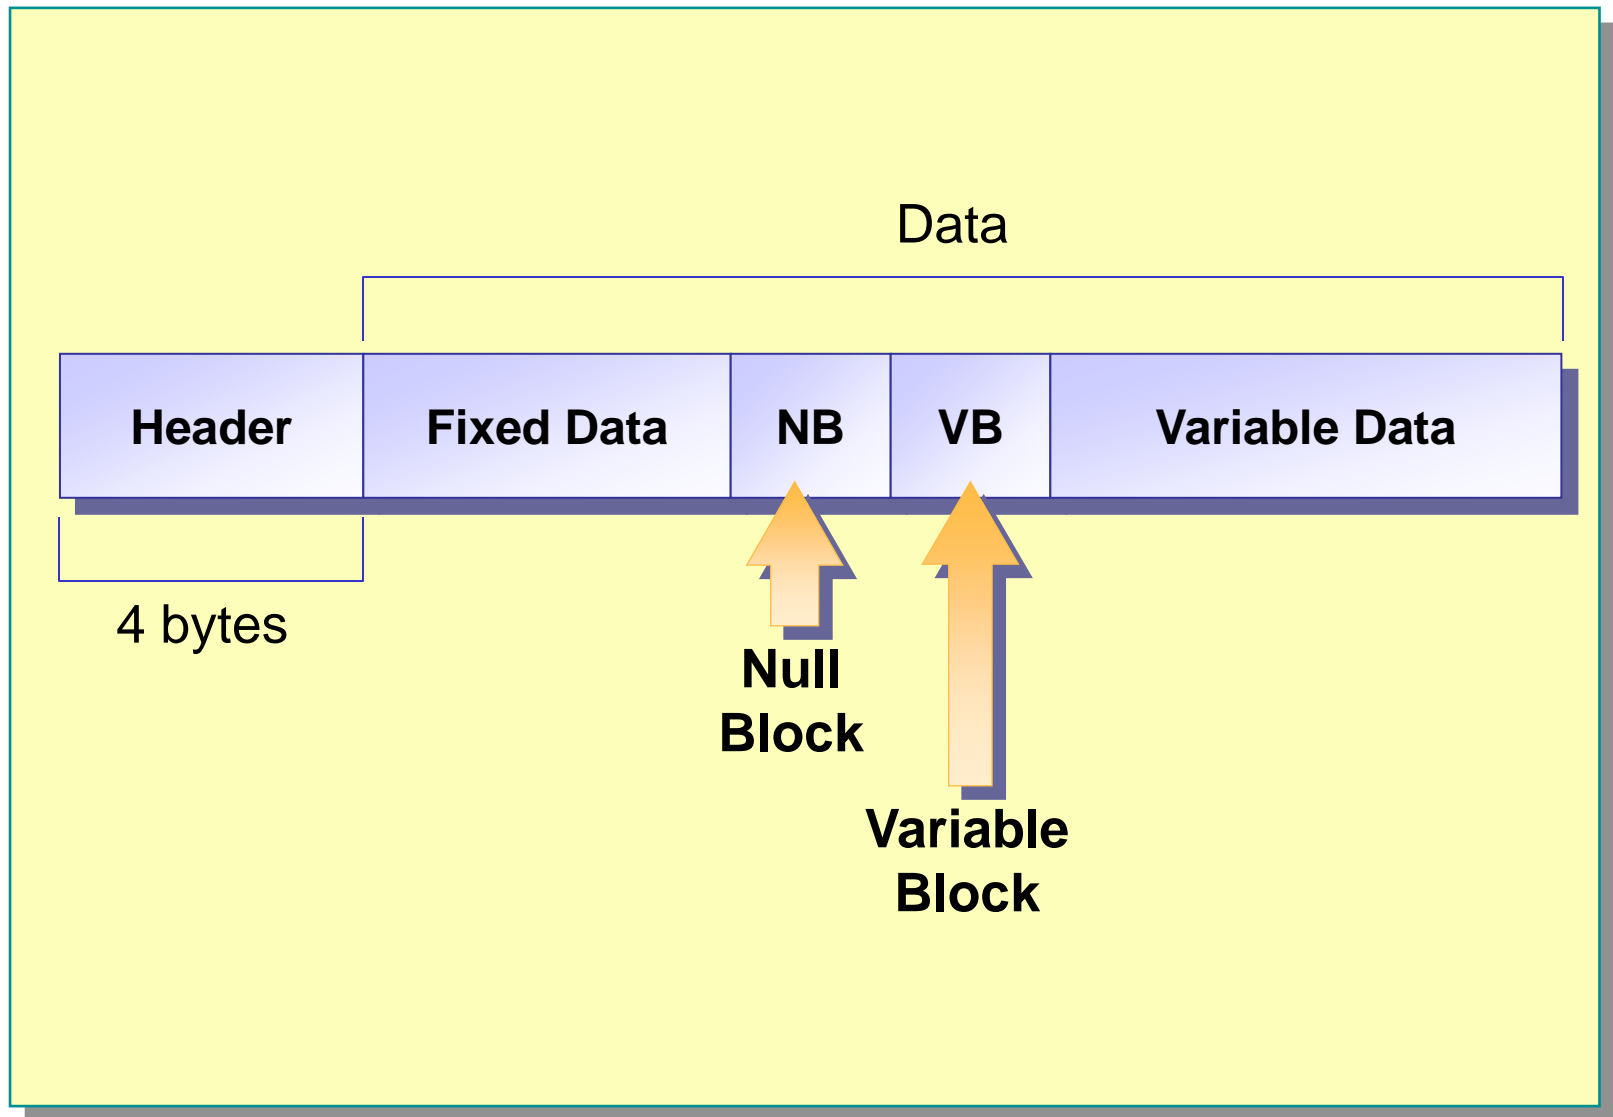 Data
Header Fixed Data NB VB Variable Data
4 bytes
Null
Block
Variable
Block